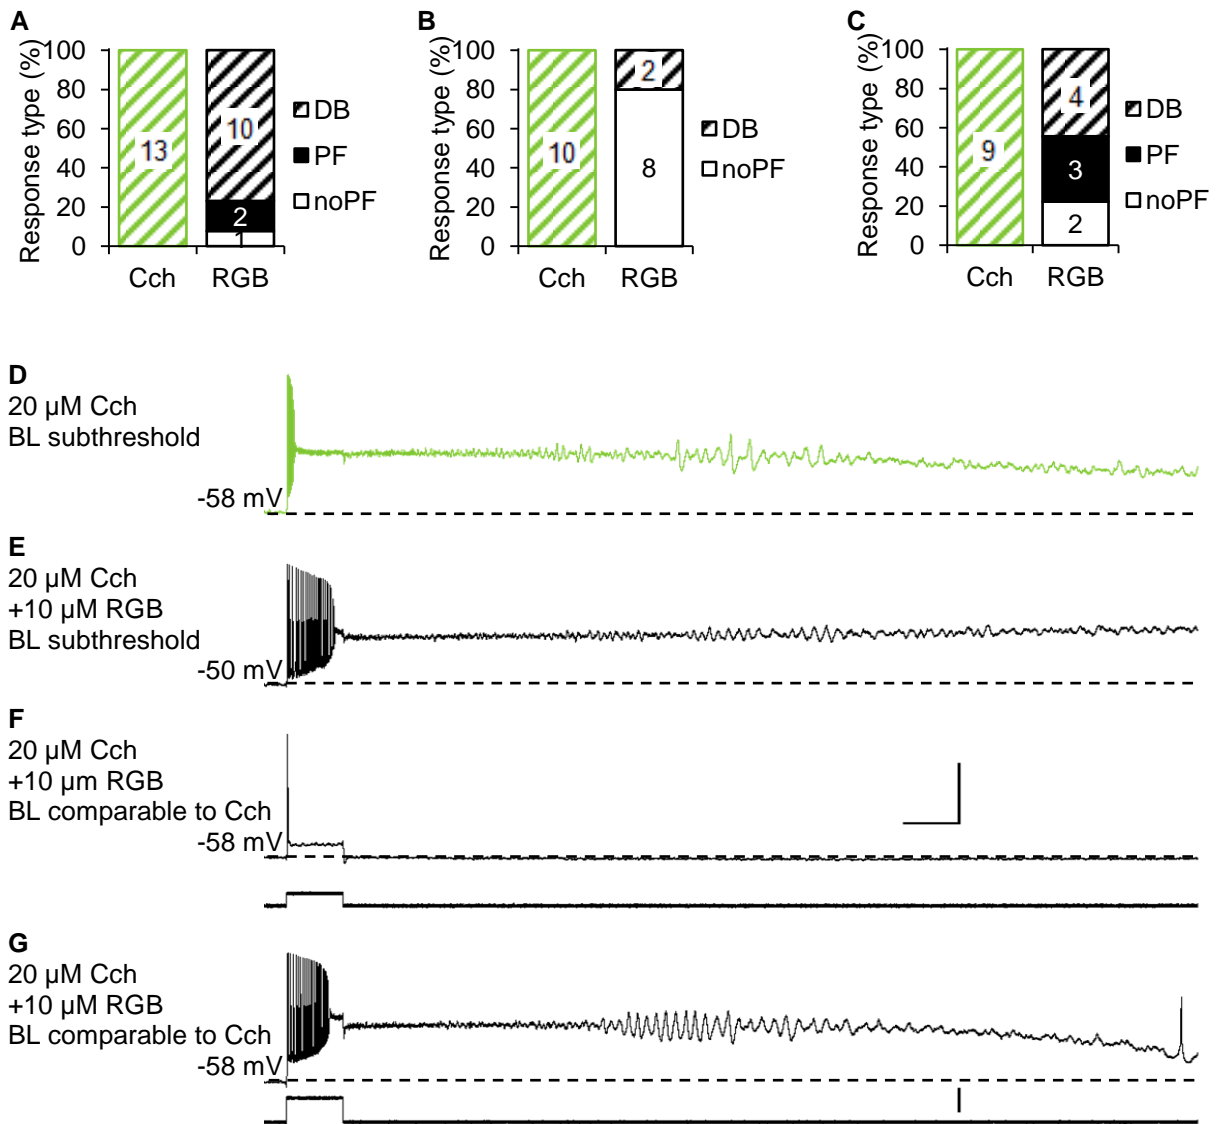 A
Response type (%)
100
80
60
40
20
0
13
10
2
1
Cch
RGB
DB
PF
noPF
B
Response type (%)
100
80
60
40
20
0
10
2
8
Cch
RGB
DB
noPF
C
Response type (%)
100
80
60
40
20
0
9
4
3
2
Cch
RGB
DB
PF
noPF
D
20 µM Cch
BL subthreshold
-58 mV
E
20 µM Cch
+10 µM RGB
BL subthreshold
-50 mV
F
20 µM Cch
+10 µm RGB
BL comparable to Cch
-58 mV
G
20 µM Cch
+10 µM RGB
BL comparable to Cch
-58 mV